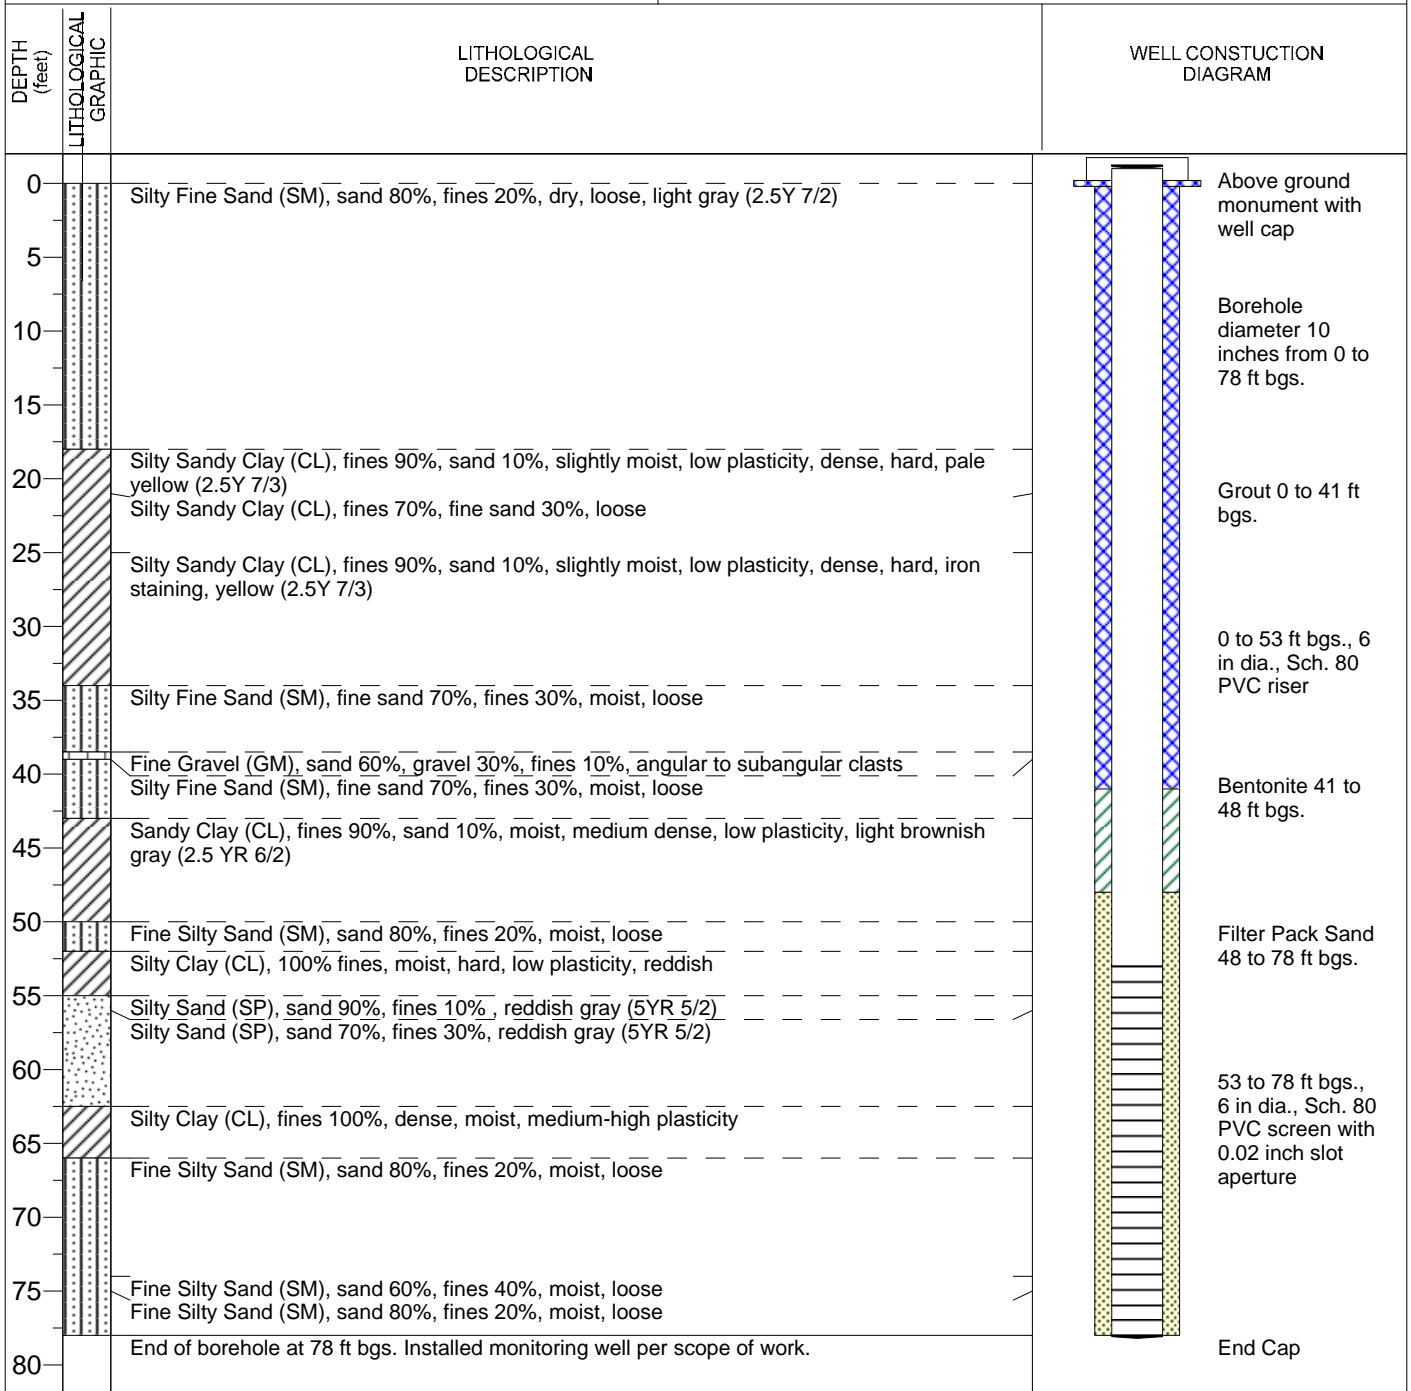 DEPTH
(feet)
LITHOLOGICAL
GRAPHIC
LITHOLOGICAL
DESCRIPTION
WELL CONSTUCTION
DIAGRAM
0
5
10
15
20
25
30
35
40
45
50
55
60
65
70
75
80
Silty Fine Sand (SM), sand 80%, fines 20%, dry, loose, light gray (2.5Y 7/2)
Silty Sandy Clay (CL), fines 90%, sand 10%, slightly moist, low plasticity, dense, hard, pale
yellow (2.5Y 7/3)
Silty Sandy Clay (CL), fines 70%, fine sand 30%, loose
Silty Sandy Clay (CL), fines 90%, sand 10%, slightly moist, low plasticity, dense, hard, iron
staining, yellow (2.5Y 7/3)
Silty Fine Sand (SM), fine sand 70%, fines 30%, moist, loose
Fine Gravel (GM), sand 60%, gravel 30%, fines 10%, angular to subangular clasts
Silty Fine Sand (SM), fine sand 70%, fines 30%, moist, loose
Sandy Clay (CL), fines 90%, sand 10%, moist, medium dense, low plasticity, light brownish
gray (2.5 YR 6/2)
Fine Silty Sand (SM), sand 80%, fines 20%, moist, loose
Silty Clay (CL), 100% fines, moist, hard, low plasticity, reddish
Silty Sand (SP), sand 90%, fines 10% , reddish gray (5YR 5/2)
Silty Sand (SP), sand 70%, fines 30%, reddish gray (5YR 5/2)
Silty Clay (CL), fines 100%, dense, moist, medium-high plasticity
Fine Silty Sand (SM), sand 80%, fines 20%, moist, loose
Fine Silty Sand (SM), sand 60%, fines 40%, moist, loose
Fine Silty Sand (SM), sand 80%, fines 20%, moist, loose
End of borehole at 78 ft bgs. Installed monitoring well per scope of work.
Above ground
monument with
well cap
Borehole
diameter 10
inches from 0 to
78 ft bgs.
Grout 0 to 41 ft
bgs.
0 to 53 ft bgs., 6
in dia., Sch. 80
PVC riser
Bentonite 41 to
48 ft bgs.
Filter Pack Sand
48 to 78 ft bgs.
53 to 78 ft bgs.,
6 in dia., Sch. 80
PVC screen with
0.02 inch slot
aperture
End Cap